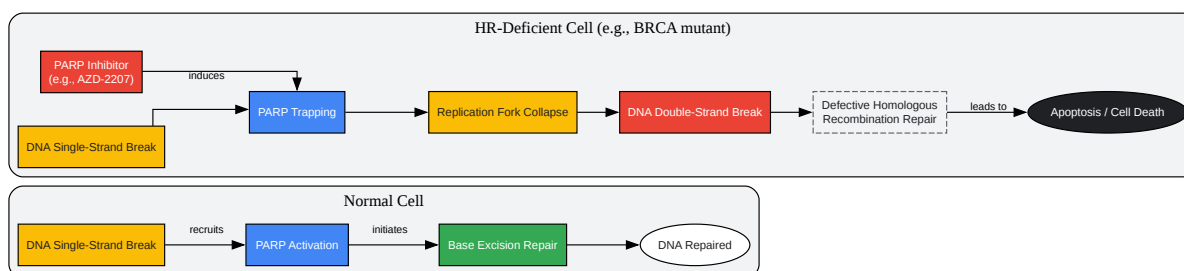 HR-Deficient Cell (e.g., BRCA mutant)
PARP Inhibitor
(e.g., AZD-2207)
induces
PARP Trapping
Replication Fork Collapse
DNA Double-Strand Break
Defective Homologous
Recombination Repair
leads to
Apoptosis / Cell Death
DNA Single-Strand Break
Normal Cell
DNA Single-Strand Break
recruits
PARP Activation
initiates
Base Excision Repair
DNA Repaired